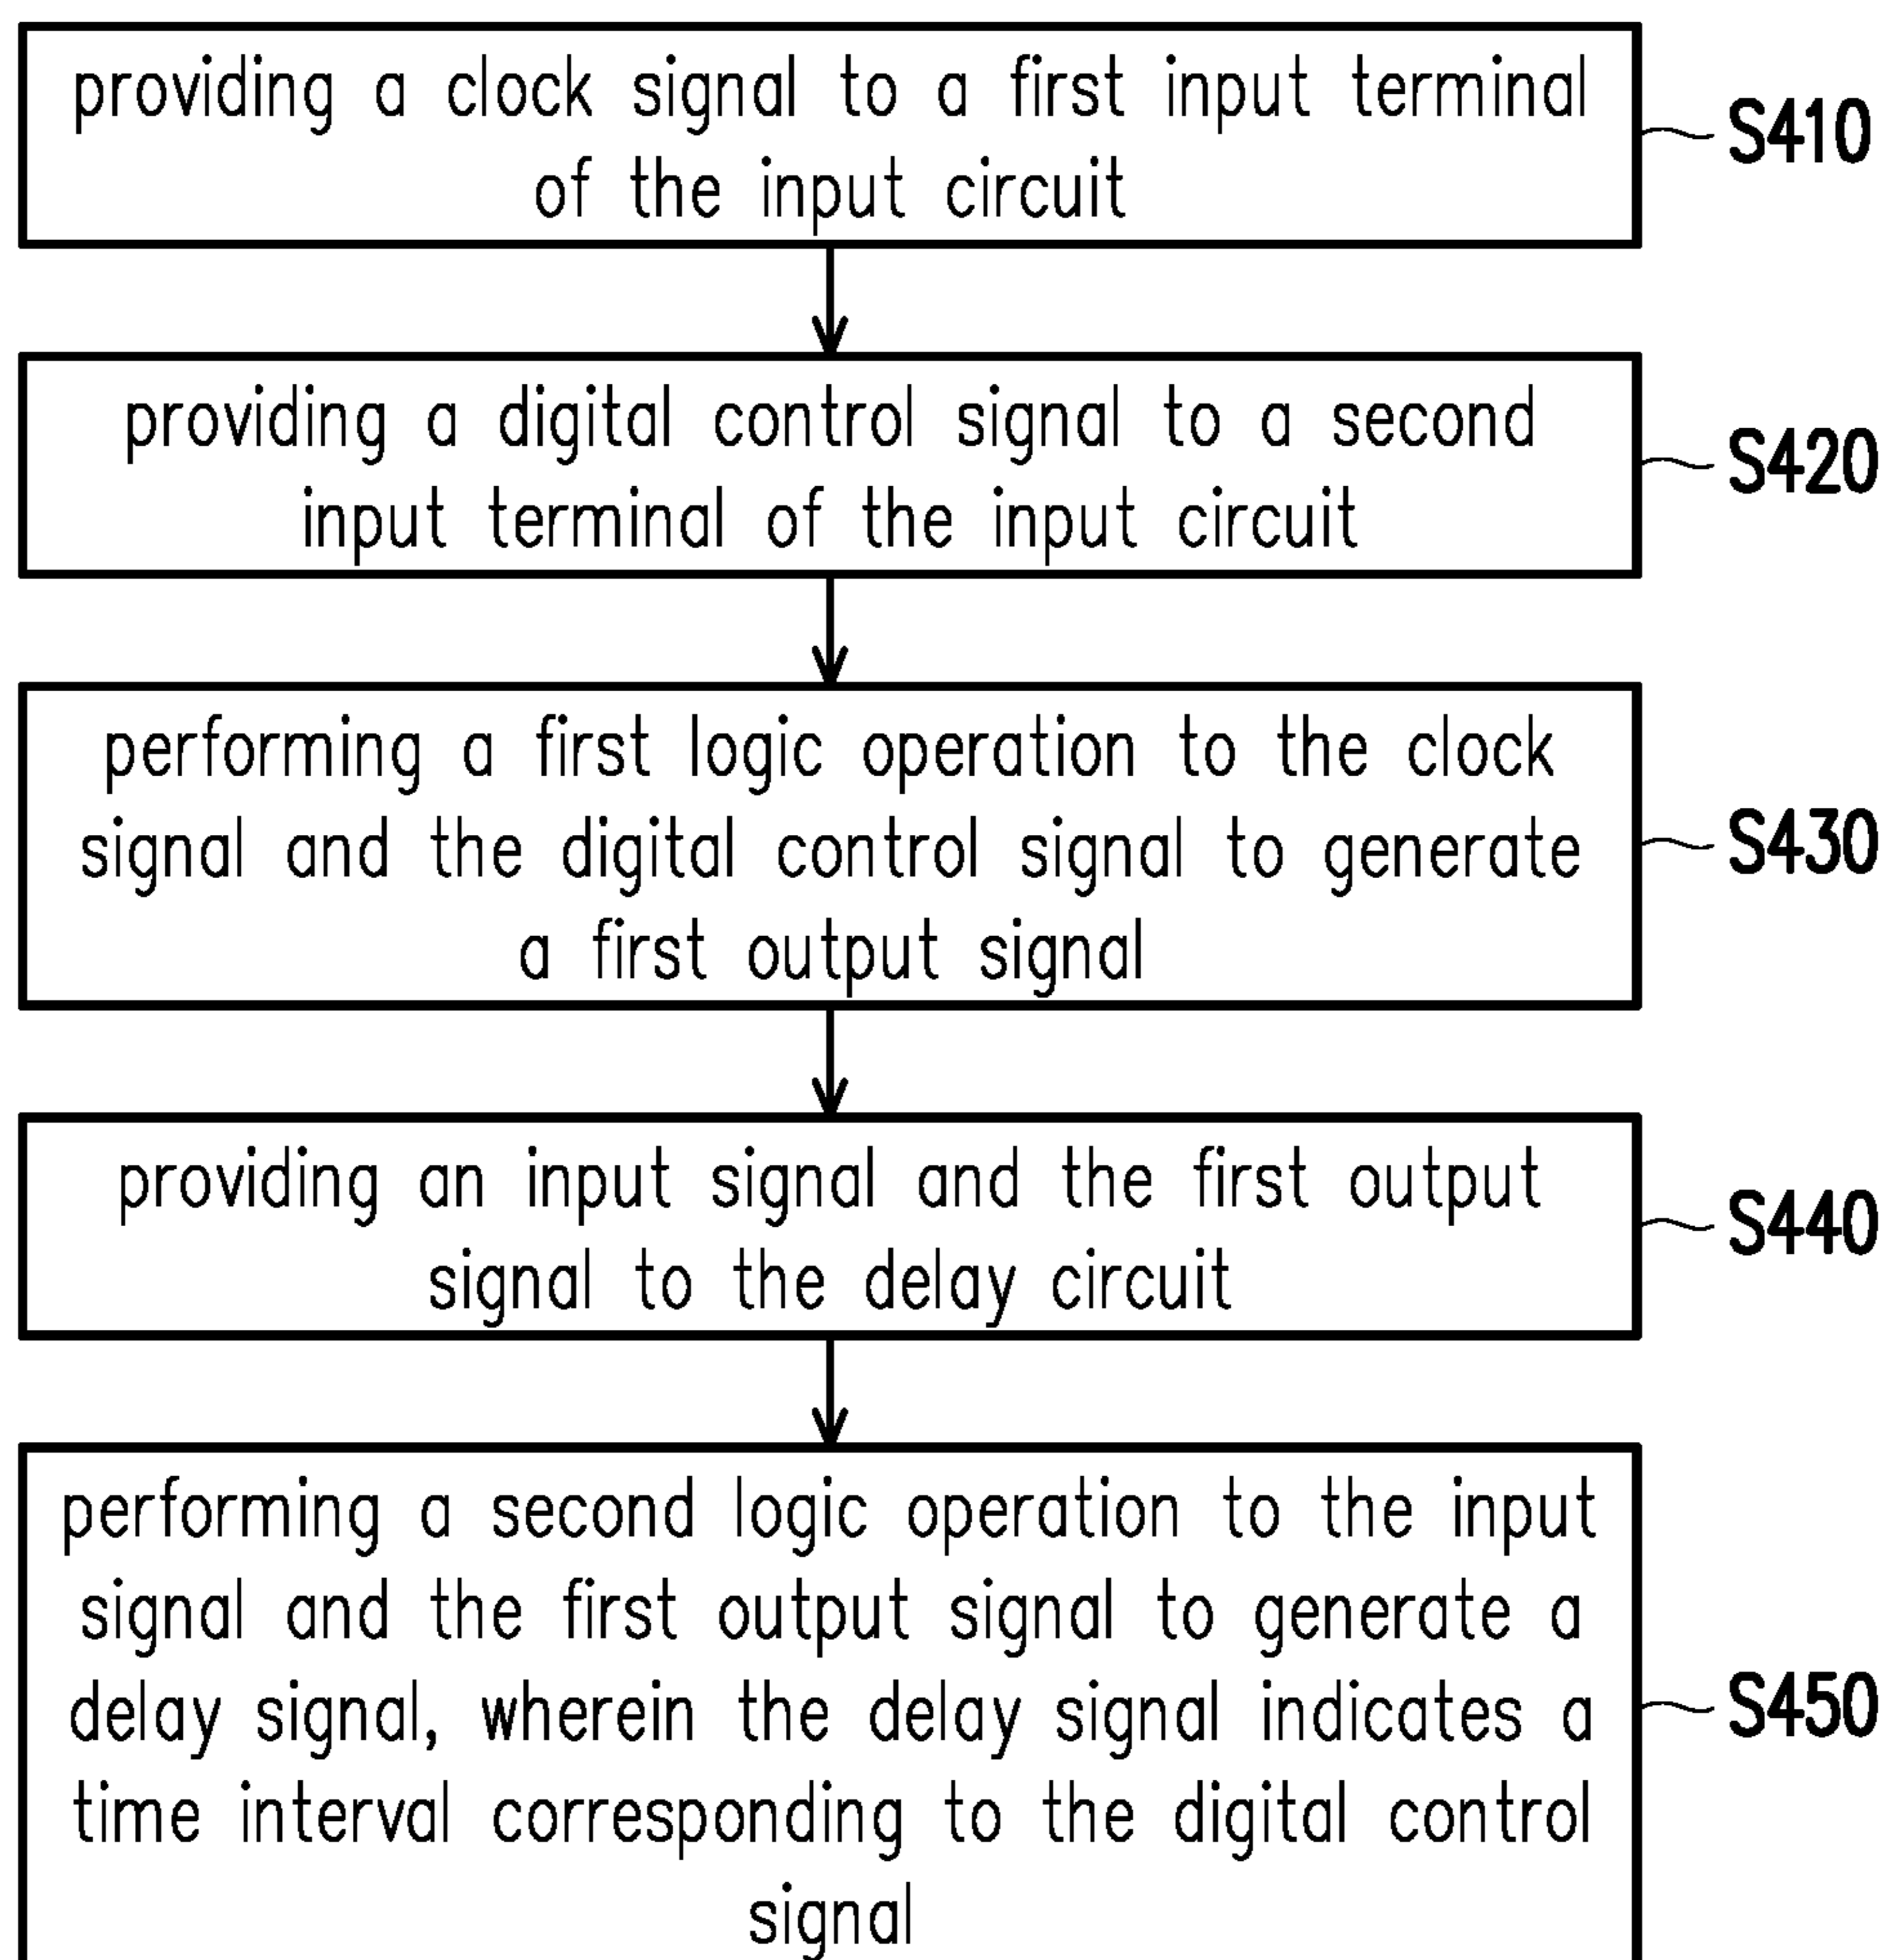 providing a clock signal to a first input terminal
of the input circuit
S410
providing a digital control signal to a second
input terminal of the input circuit
S420
performing a first logic operation to the clock
signal and the digital control signal to generate
a first output signal
S430
providing an input signal and the first output
signal to the delay circuit
S440
performing a second logic operation to the input
signal and the first output signal to generate a
delay signal, wherein the delay signal indicates a
time interval corresponding to the digital control
signal
S450